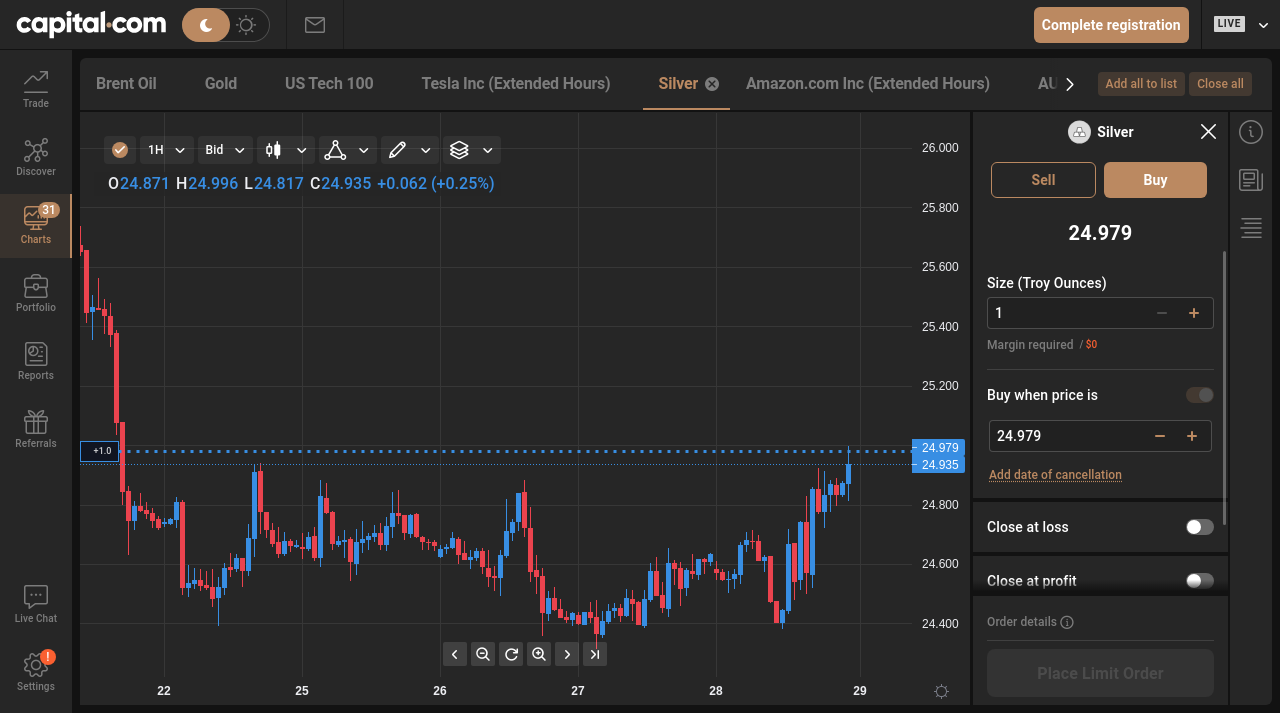 capital.com
Complete registration
LIVE
Trade
Discover
31
Charts
Portfolio
Reports
Referrals
Live Chat
!
Settings
Brent Oil
Gold
US Tech 100
Tesla Inc (Extended Hours)
Silver
Amazon.com Inc (Extended Hours)
AU
Add all to list
Close all
1H
Bid
O24.871 H24.996 L24.817 C24.935 +0.062 (+0.25%)
26.000
25.800
25.600
25.400
25.200
+1.0
24.979
24.935
24.800
24.600
24.400
22
25
26
27
28
29
Silver
Sell
Buy
24.979
Size (Troy Ounces)
1
Margin required / $0
Buy when price is
24.979
Add date of cancellation
Close at loss
Close at profit
Order details
Place Limit Order